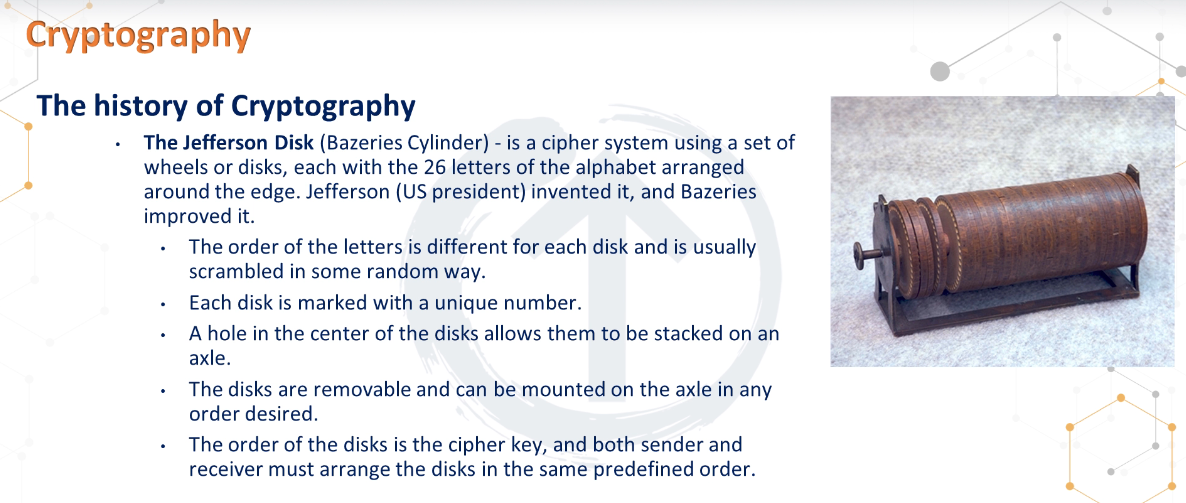 Cryptography
The history of Cryptography
• The Jefferson Disk (Bazeries Cylinder) - is a cipher system using a set of
wheels or disks, each with the 26 letters of the alphabet arranged
around the edge. Jefferson (US president) invented it, and Bazeries
improved it.
• The order of the letters is different for each disk and is usually
scrambled in some random way.
• Each disk is marked with a unique number.
• A hole in the center of the disks allows them to be stacked on an
axle.
• The disks are removable and can be mounted on the axle in any
order desired.
• The order of the disks is the cipher key, and both sender and
receiver must arrange the disks in the same predefined order.